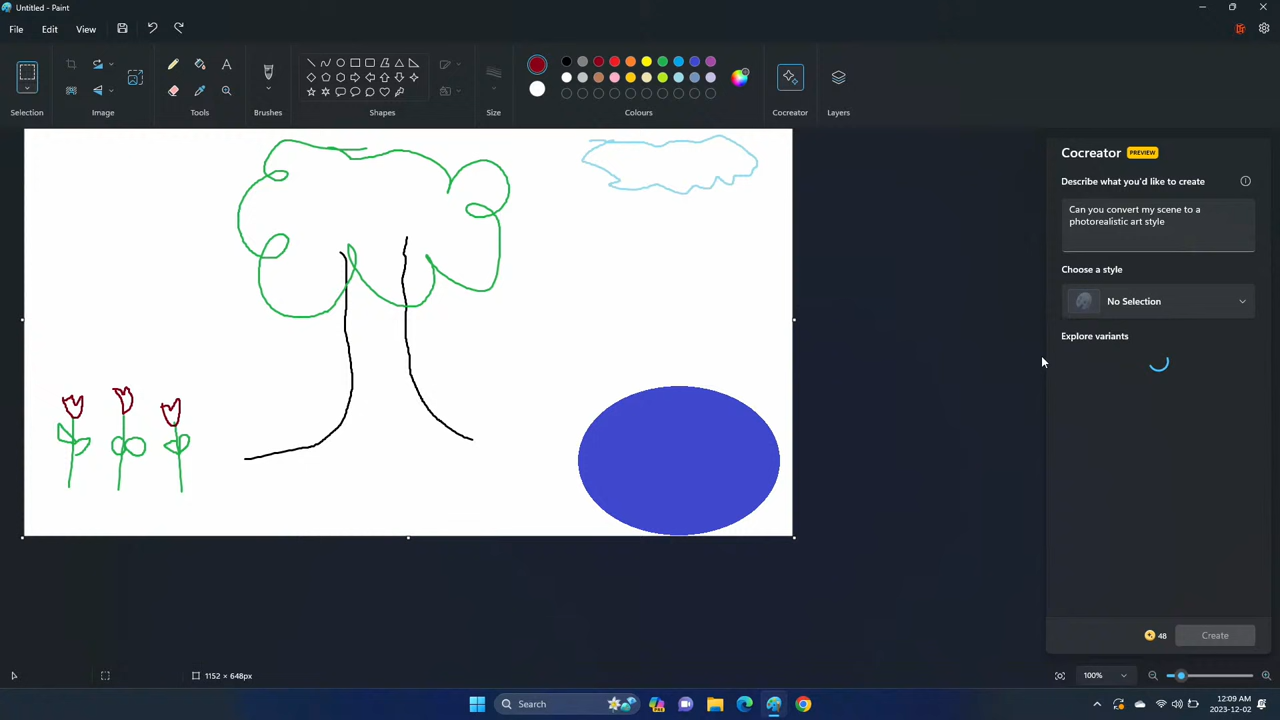 Untitled - Paint
File Edit View
Selection Image Tools Brushes Shapes Size Colours Cocreator Layers
Cocreator PREVIEW
Describe what you'd like to create
Can you convert my scene to a
photorealistic art style
Choose a style
No Selection
Explore variants
48 Create
1152 × 648px 100%
Search
12:09 AM
2023-12-02